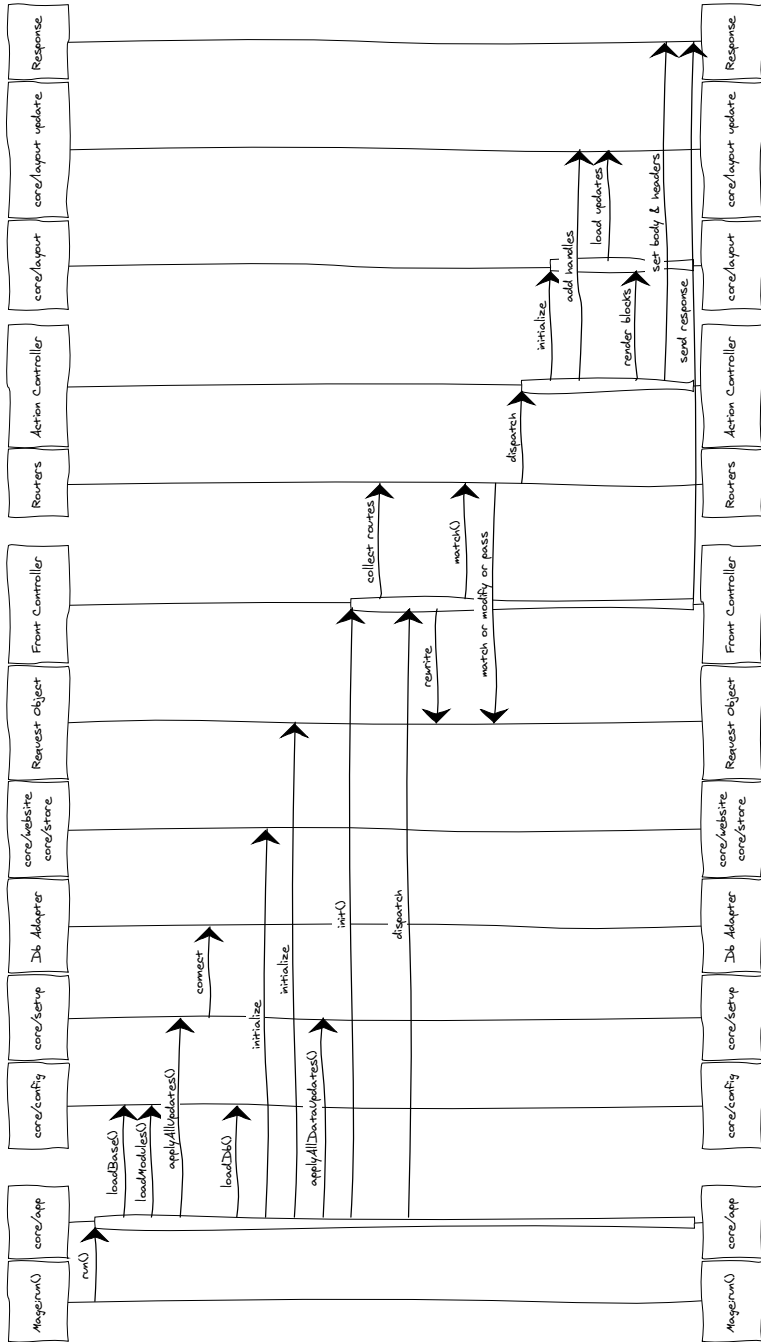 Mage::run()
core/app
core/config
core/setup
Db Adapter
core/website
core/store
Request Object
Front Controller
Routers
Action Controller
core/layout
core/layout update
Response
run()
loadBase()
loadModules()
applyAllUpdates()
connect
loadDb()
initialize
initialize
applyAllDataUpdates()
init()
collect routes
dispatch
rewrite
match()
match or modify or pass
dispatch
initialize
add handles
load updates
render blocks
set body & headers
send response
Mage::run()
core/app
core/config
core/setup
Db Adapter
core/website
core/store
Request Object
Front Controller
Routers
Action Controller
core/layout
core/layout update
Response